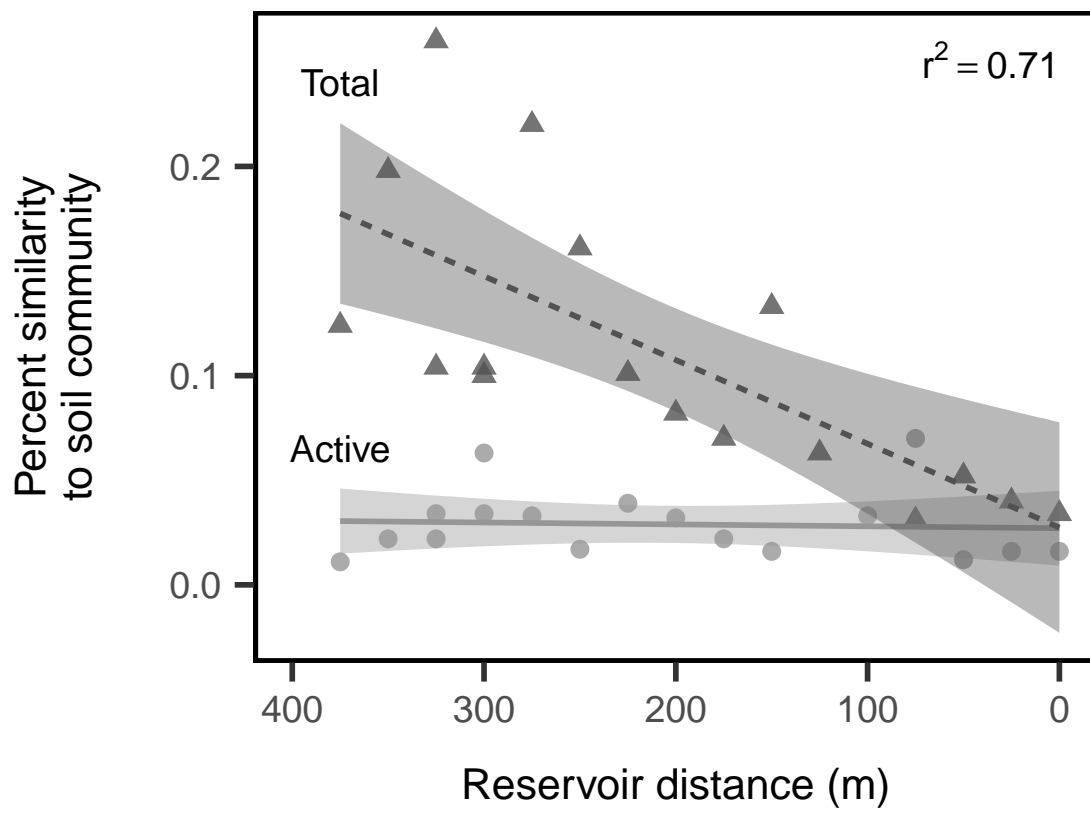 Total
r² = 0.71
Percent similarity
to soil community
0.2
0.1
0.0
Active
400 300 200 100 0
Reservoir distance (m)